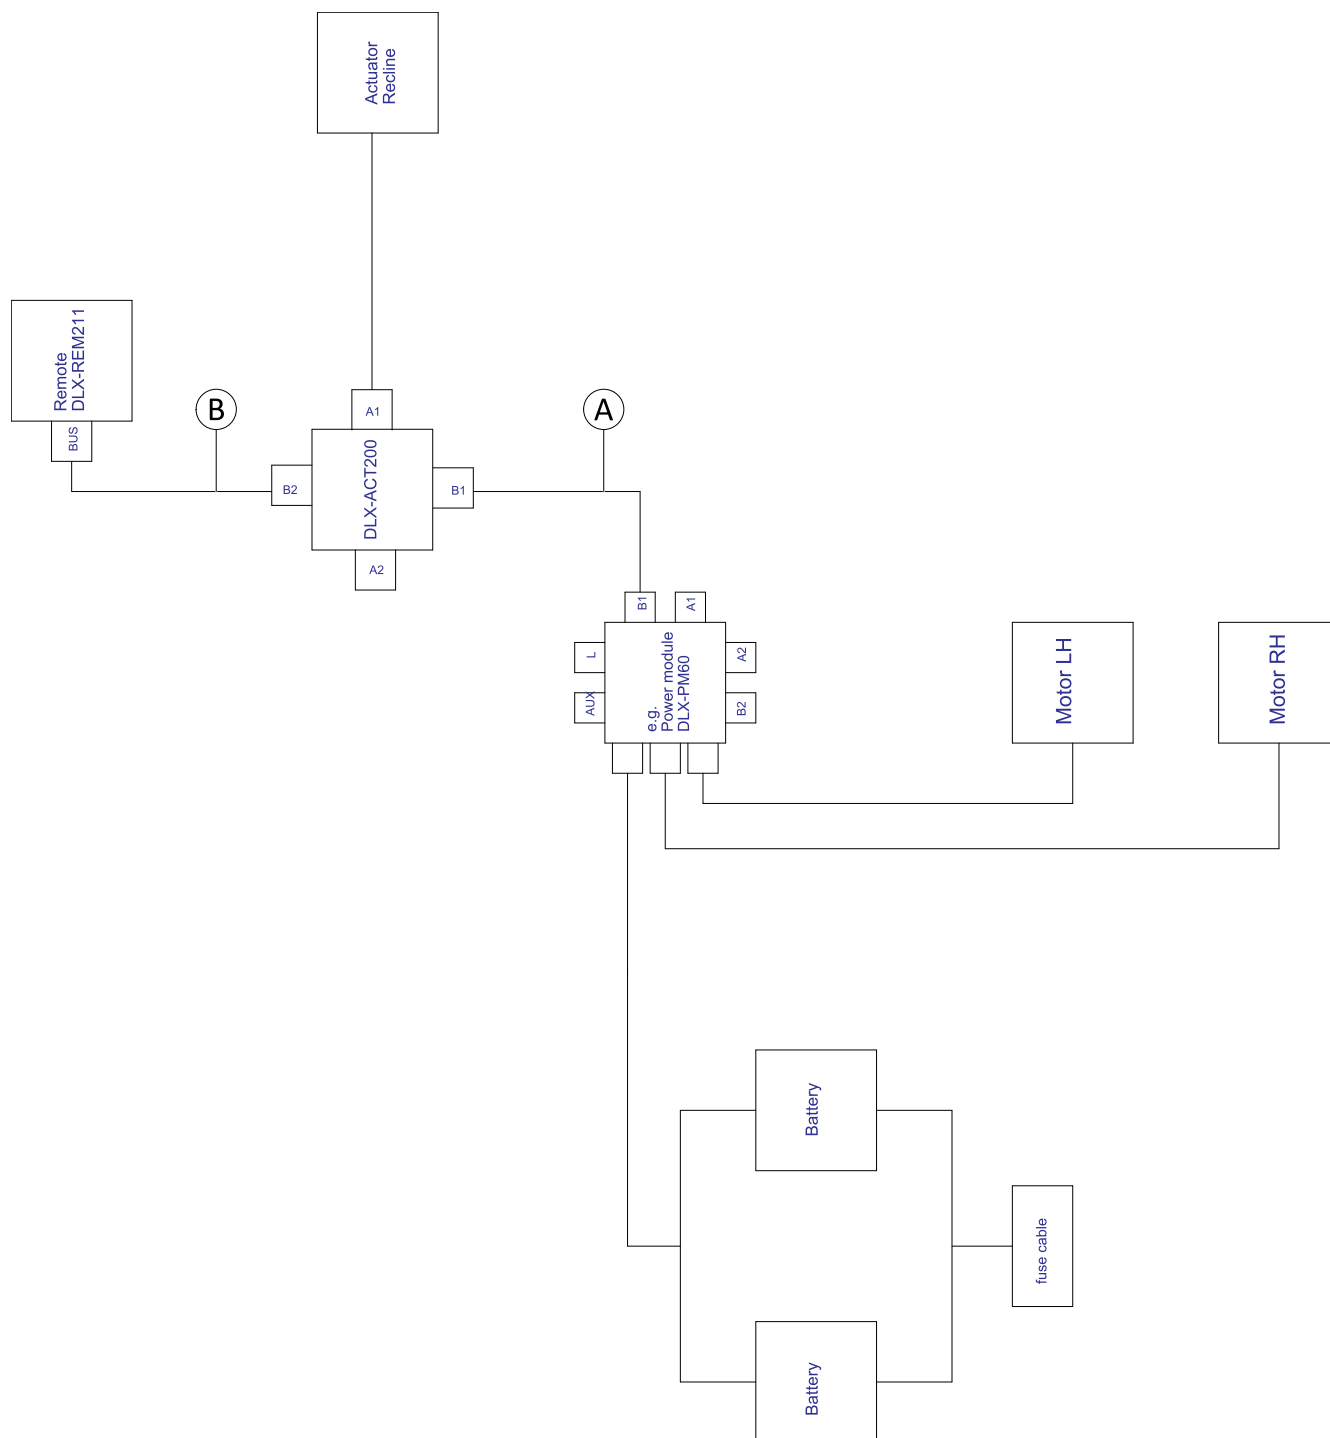 Actuator
Recline
Remote
DLX-REM211
BUS
B
A
A1
DLX-ACT200
B2
B1
A2
B1
A1
L
A2
AUX
B2
e.g.
Power module
DLX-PM60
Motor LH
Motor RH
Battery
fuse cable
Battery